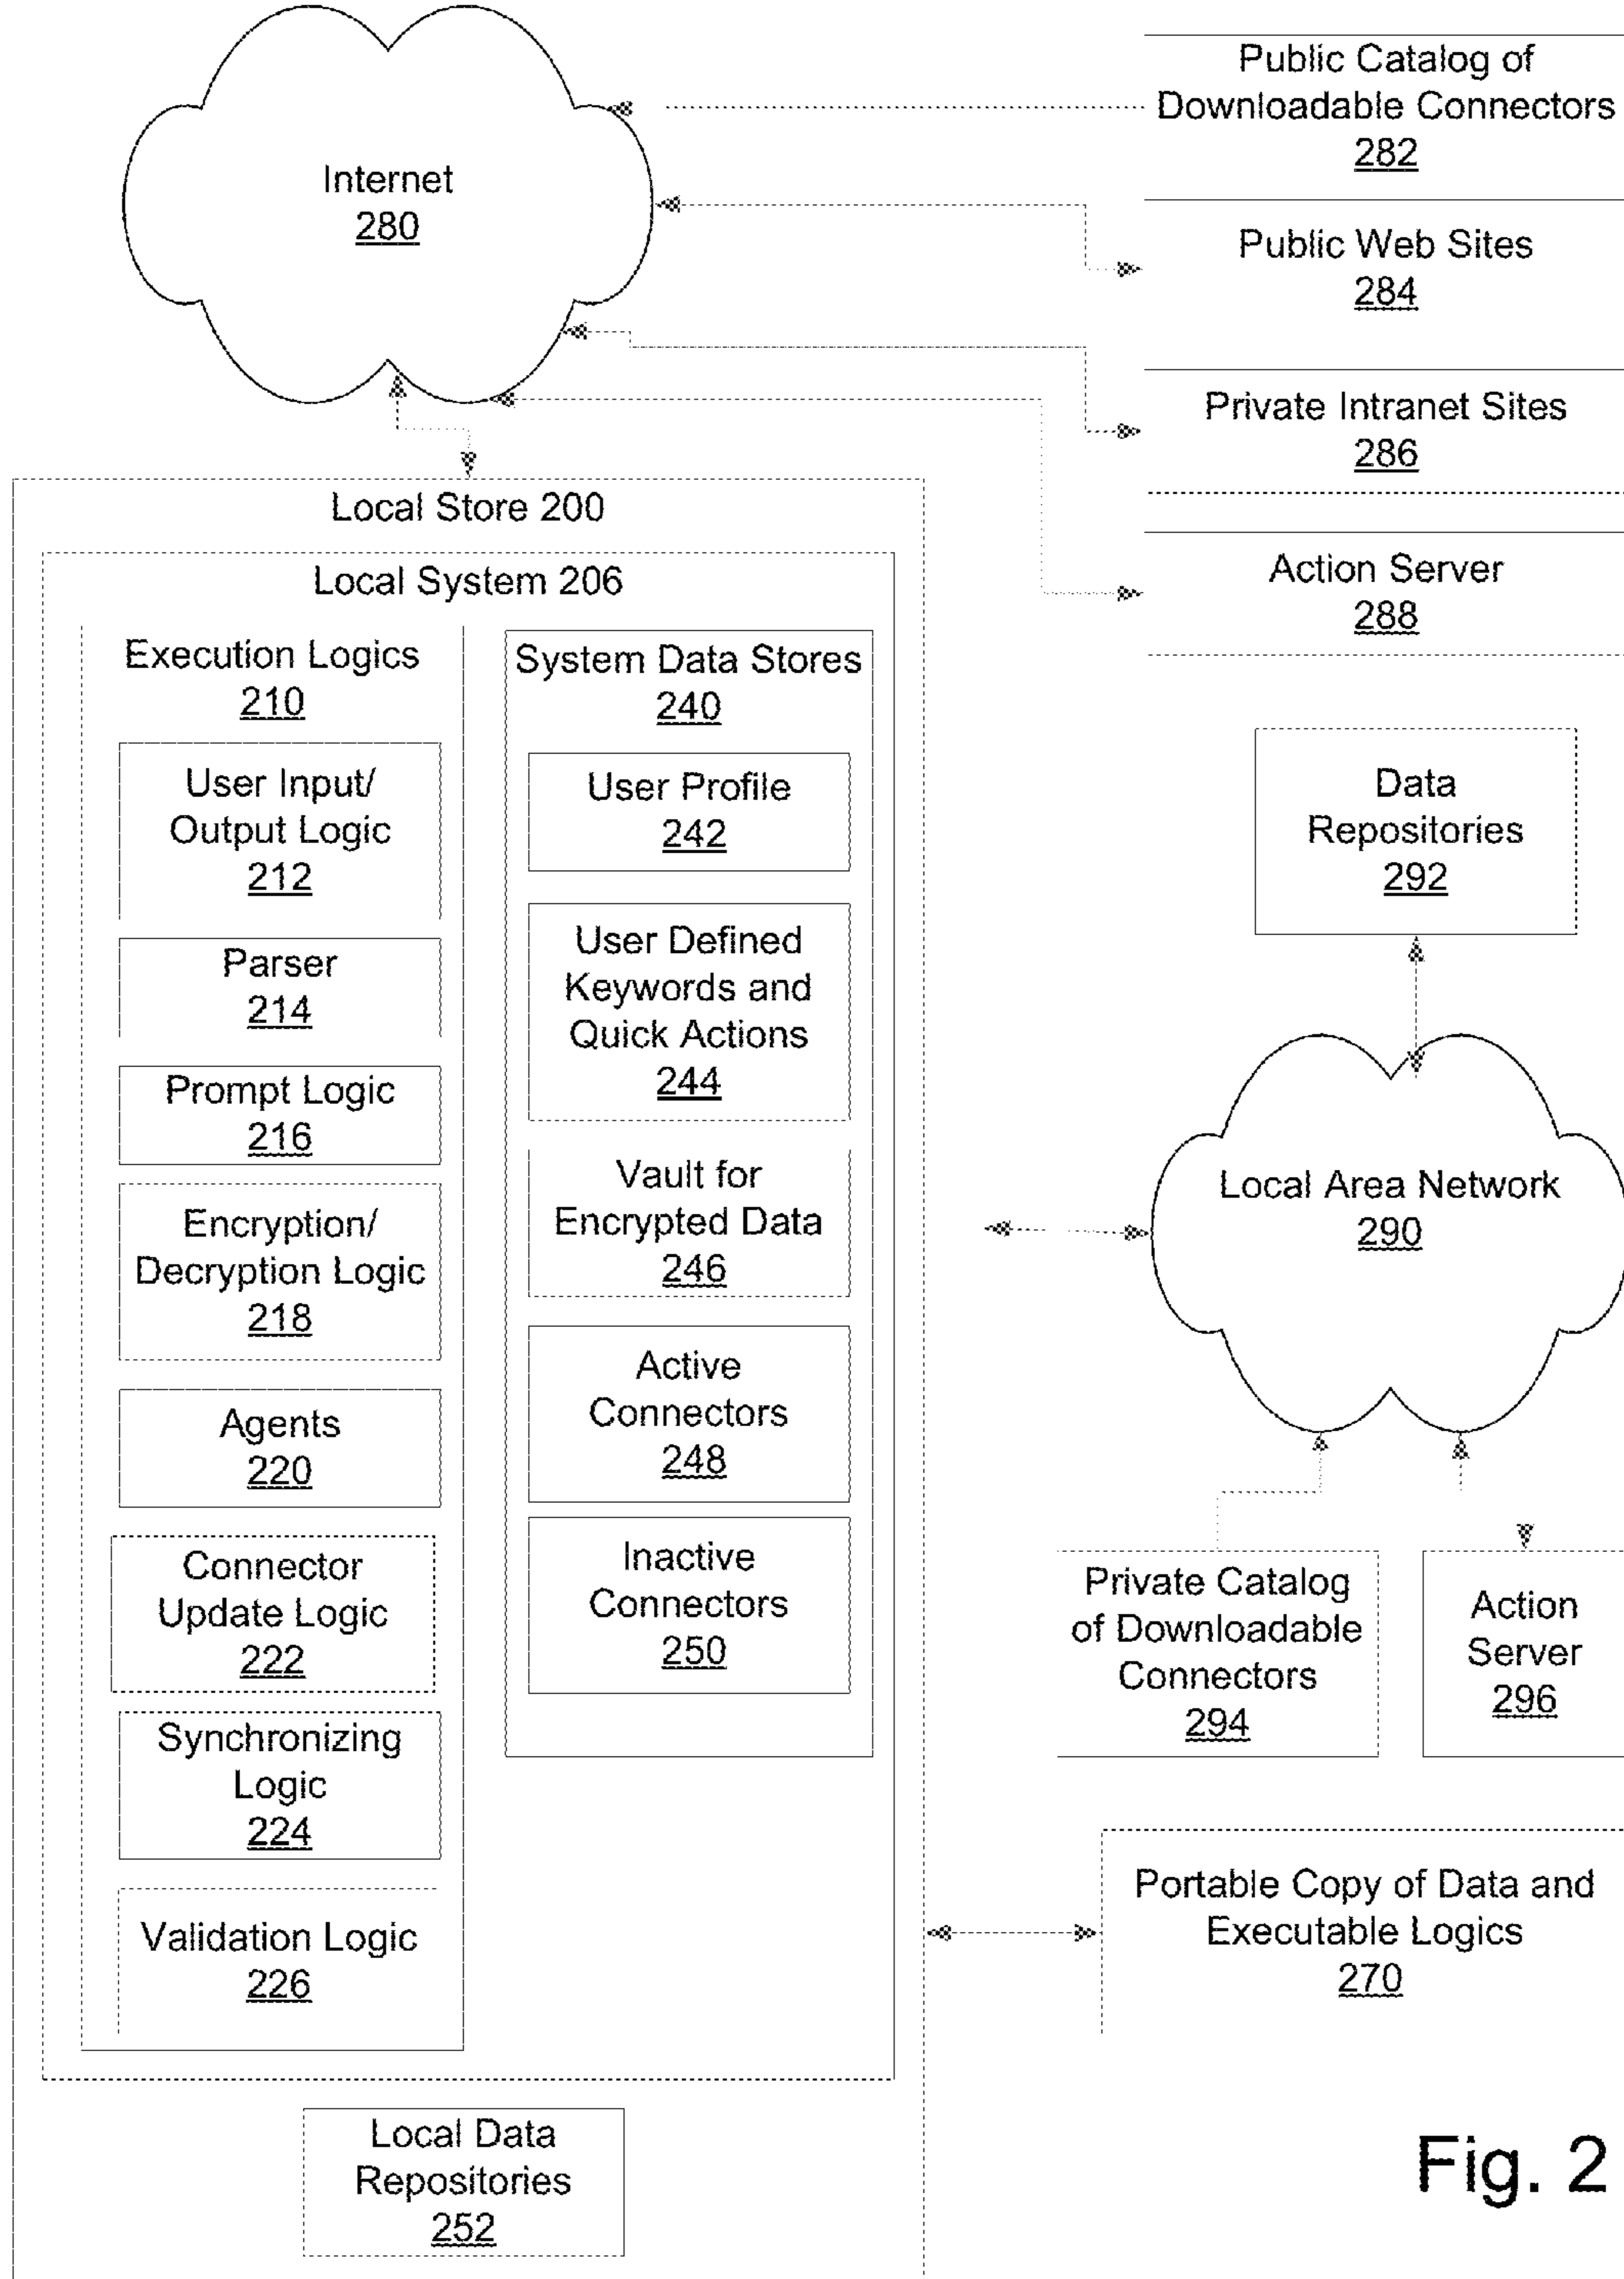 Internet
280
Public Catalog of
Downloadable Connectors
282
Public Web Sites
284
Private Intranet Sites
286
Action Server
288
Local Store 200
Local System 206
Execution Logics
210
User Input/
Output Logic
212
Parser
214
Prompt Logic
216
Encryption/
Decryption Logic
218
Agents
220
Connector
Update Logic
222
Synchronizing
Logic
224
Validation Logic
226
System Data Stores
240
User Profile
242
User Defined
Keywords and
Quick Actions
244
Vault for
Encrypted Data
246
Active
Connectors
248
Inactive
Connectors
250
Local Data
Repositories
252
Data
Repositories
292
Local Area Network
290
Private Catalog
of Downloadable
Connectors
294
Action
Server
296
Portable Copy of Data and
Executable Logics
270
Fig. 2